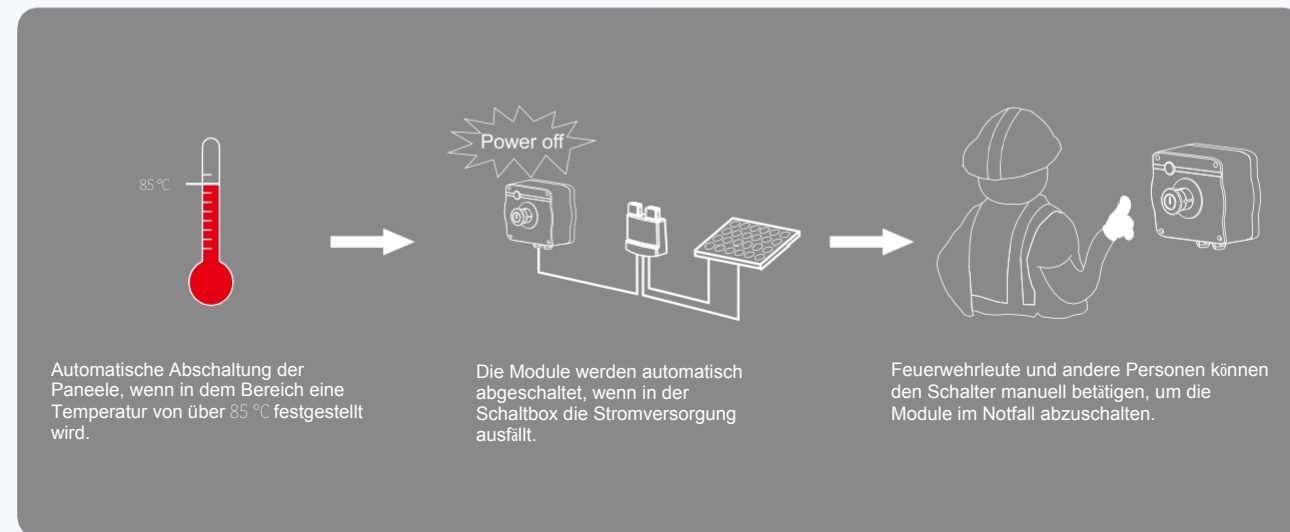 Power off
85 °C
Automatische Abschaltung der
Paneele, wenn in dem Bereich eine
Temperatur von über 85 °C festgestellt
wird.
Die Module werden automatisch
abgeschaltet, wenn in der
Schaltbox die Stromversorgung
ausfällt.
Feuerwehrleute und andere Personen können
den Schalter manuell betätigen, um die
Module im Notfall abzuschalten.